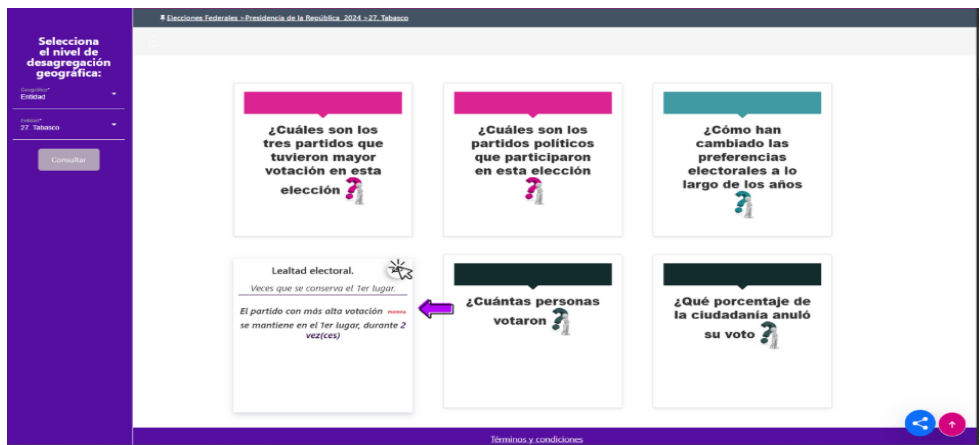 Elecciones Federales >Presidencia de la República 2024 >27. Tabasco
Selecciona
el nivel de
desagregación
geográfica:
Geográfico*
Entidad
Entidad*
27. Tabasco
Consultar
¿Cuáles son los
tres partidos que
tuvieron mayor
votación en esta
elección ?
¿Cuáles son los
partidos políticos
que participaron
en esta elección
?
¿Cómo han
cambiado las
preferencias
electorales a lo
largo de los años
?
Lealtad electoral.
Veces que se conserva el 1er lugar.
El partido con más alta votación morena
se mantiene en el 1er lugar, durante 2
vez(ces)
¿Cuántas personas
votaron ?
¿Qué porcentaje de
la ciudadanía anuló
su voto ?
Términos y condiciones